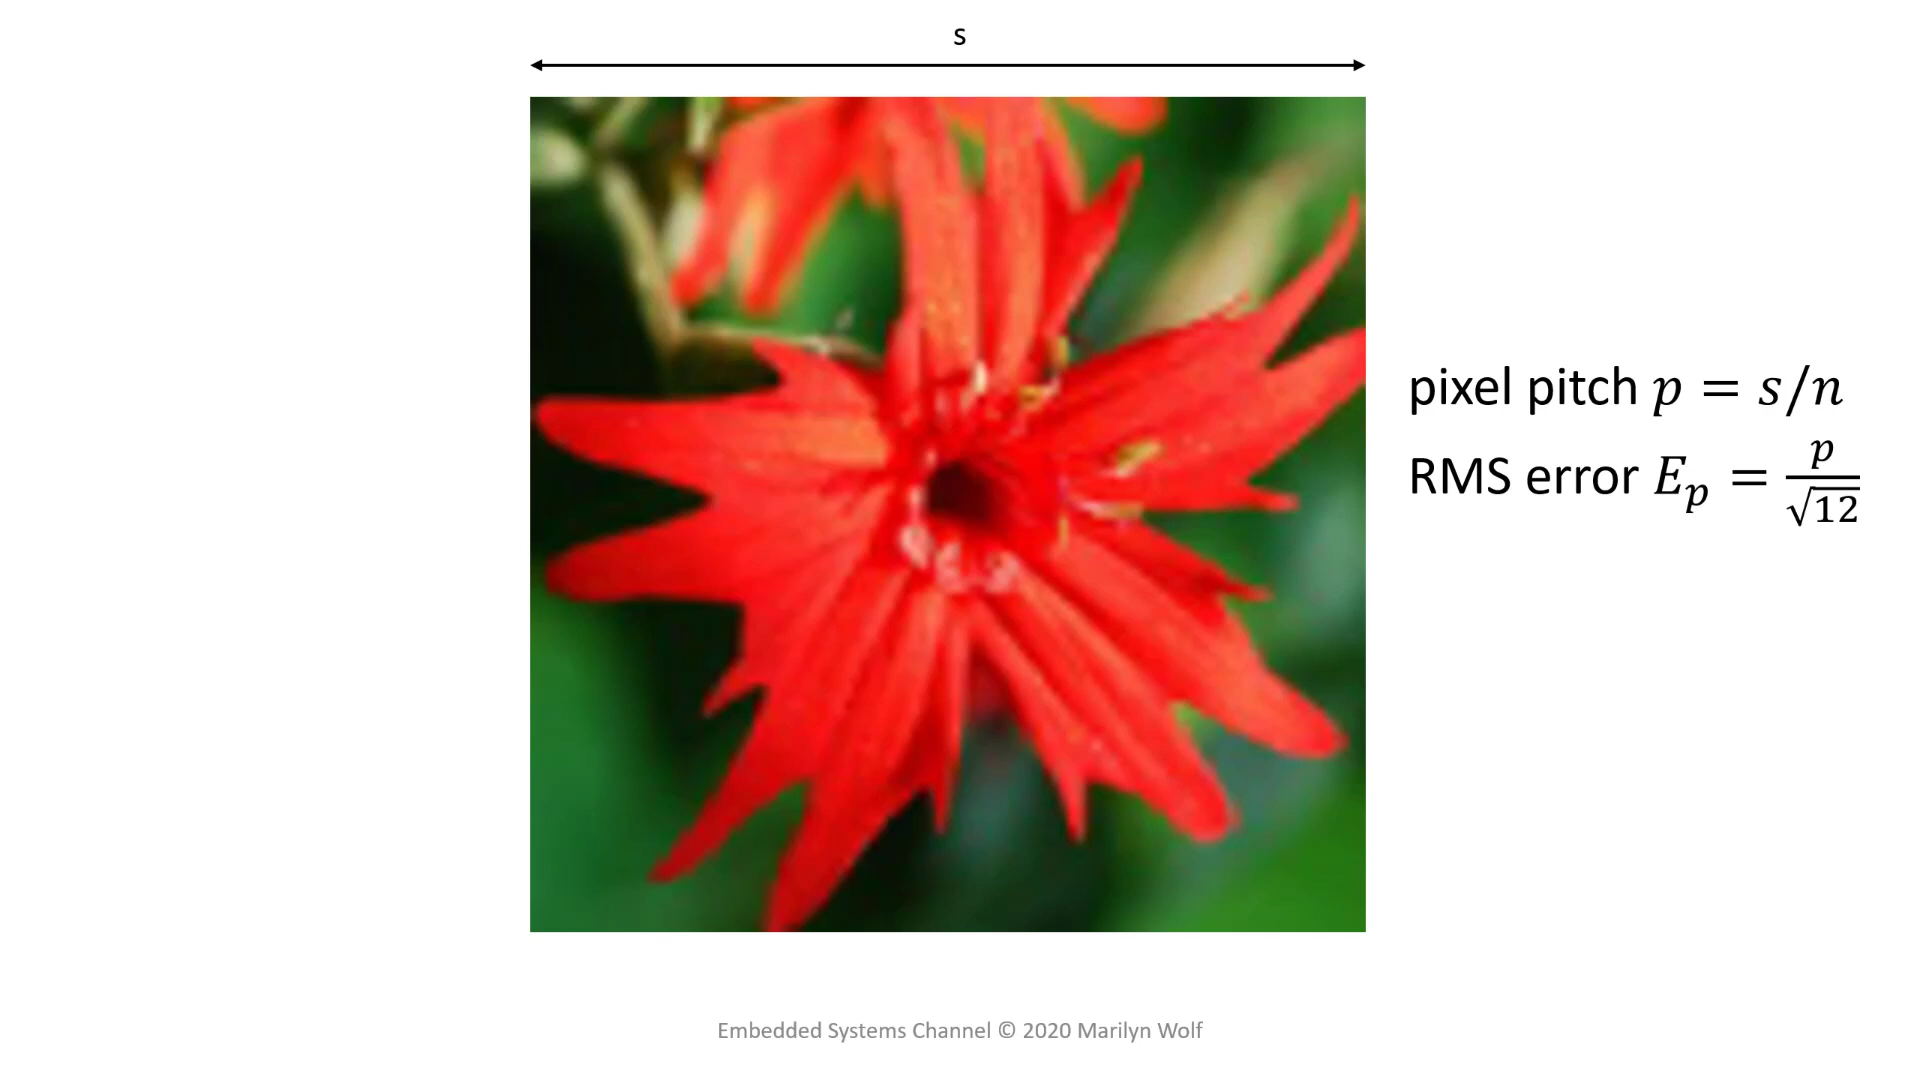 s
pixel pitch p = s/n
RMS error E_p = p/√12
Embedded Systems Channel © 2020 Marilyn Wolf